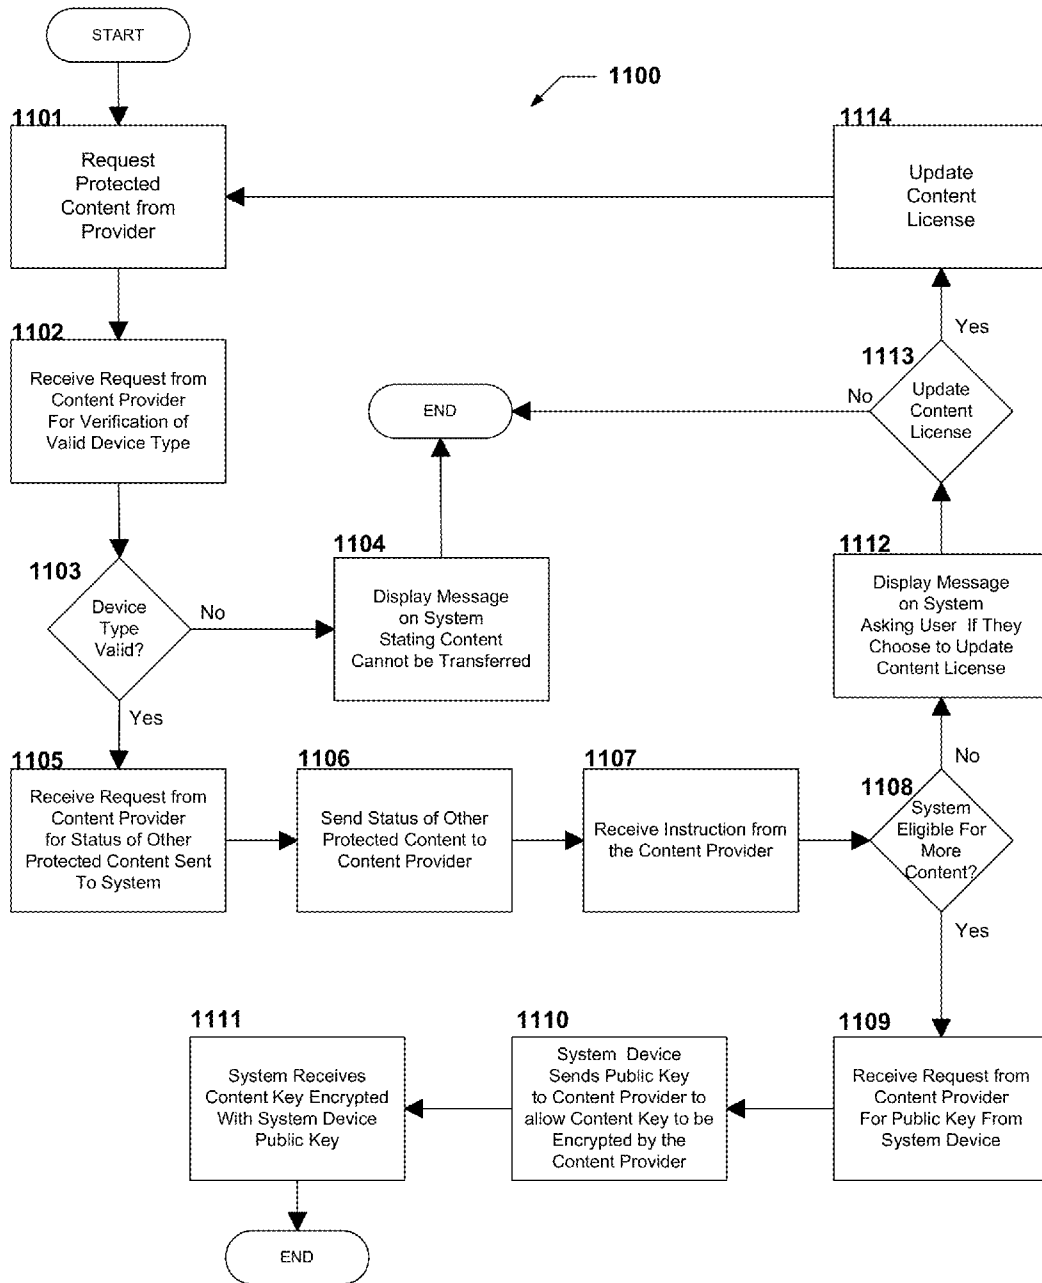 START
1100
1101
Request
Protected
Content from
Provider
1114
Update
Content
License
1102
Receive Request from
Content Provider
For Verification of
Valid Device Type
END
No
1113
Yes
Update
Content
License
1103
Device
Type
Valid?
No
Yes
1104
Display Message
on System
Stating Content
Cannot be Transferred
1112
Display Message
on System
Asking User If They
Choose to Update
Content License
1105
Receive Request from
Content Provider
for Status of Other
Protected Content Sent
To System
1106
Send Status of Other
Protected Content to
Content Provider
1107
Receive Instruction from
the Content Provider
No
1108
System
Eligible For
More
Content?
Yes
1111
System Receives
Content Key Encrypted
With System Device
Public Key
1110
System Device
Sends Public Key
to Content Provider to
allow Content Key to be
Encrypted by the
Content Provider
1109
Receive Request from
Content Provider
For Public Key From
System Device
END